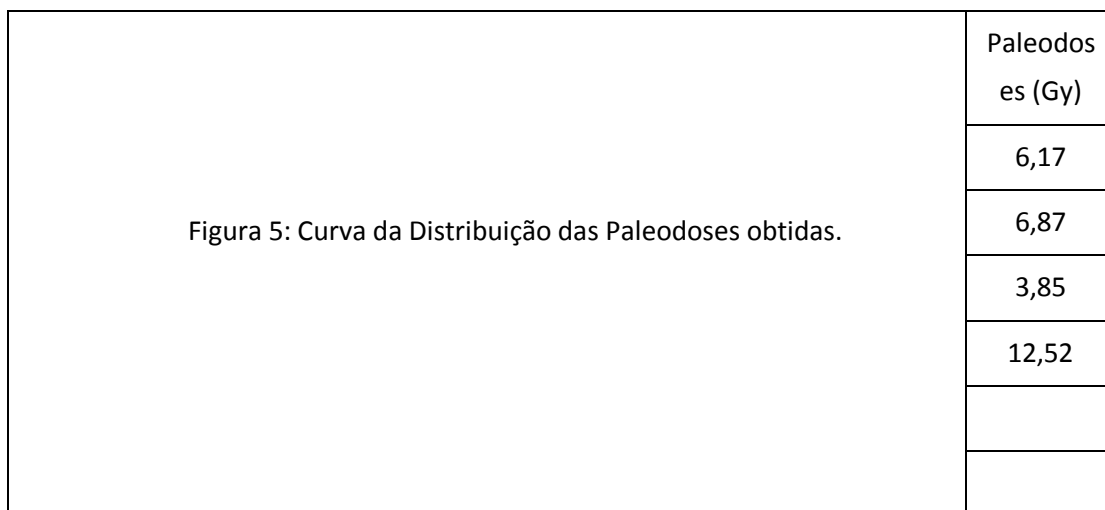 Paleodos
es (Gy)
6,17
Figura 5: Curva da Distribuição das Paleodoses obtidas.
6,87
3,85
12,52